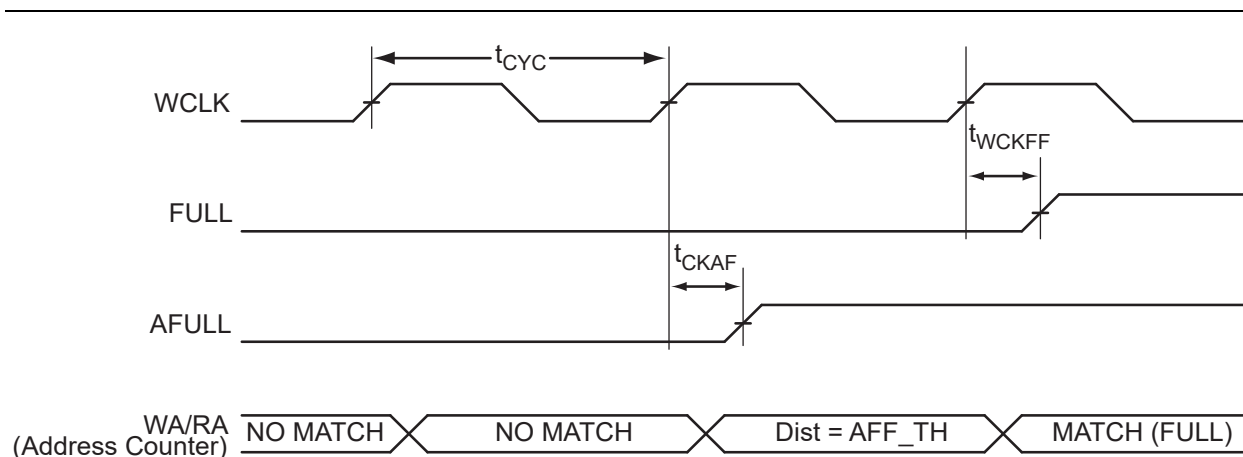 tCYC
WCLK
tWCKFF
FULL
tCKAF
AFULL
WA/RA
(Address Counter)
NO MATCH
NO MATCH
Dist = AFF_TH
MATCH (FULL)